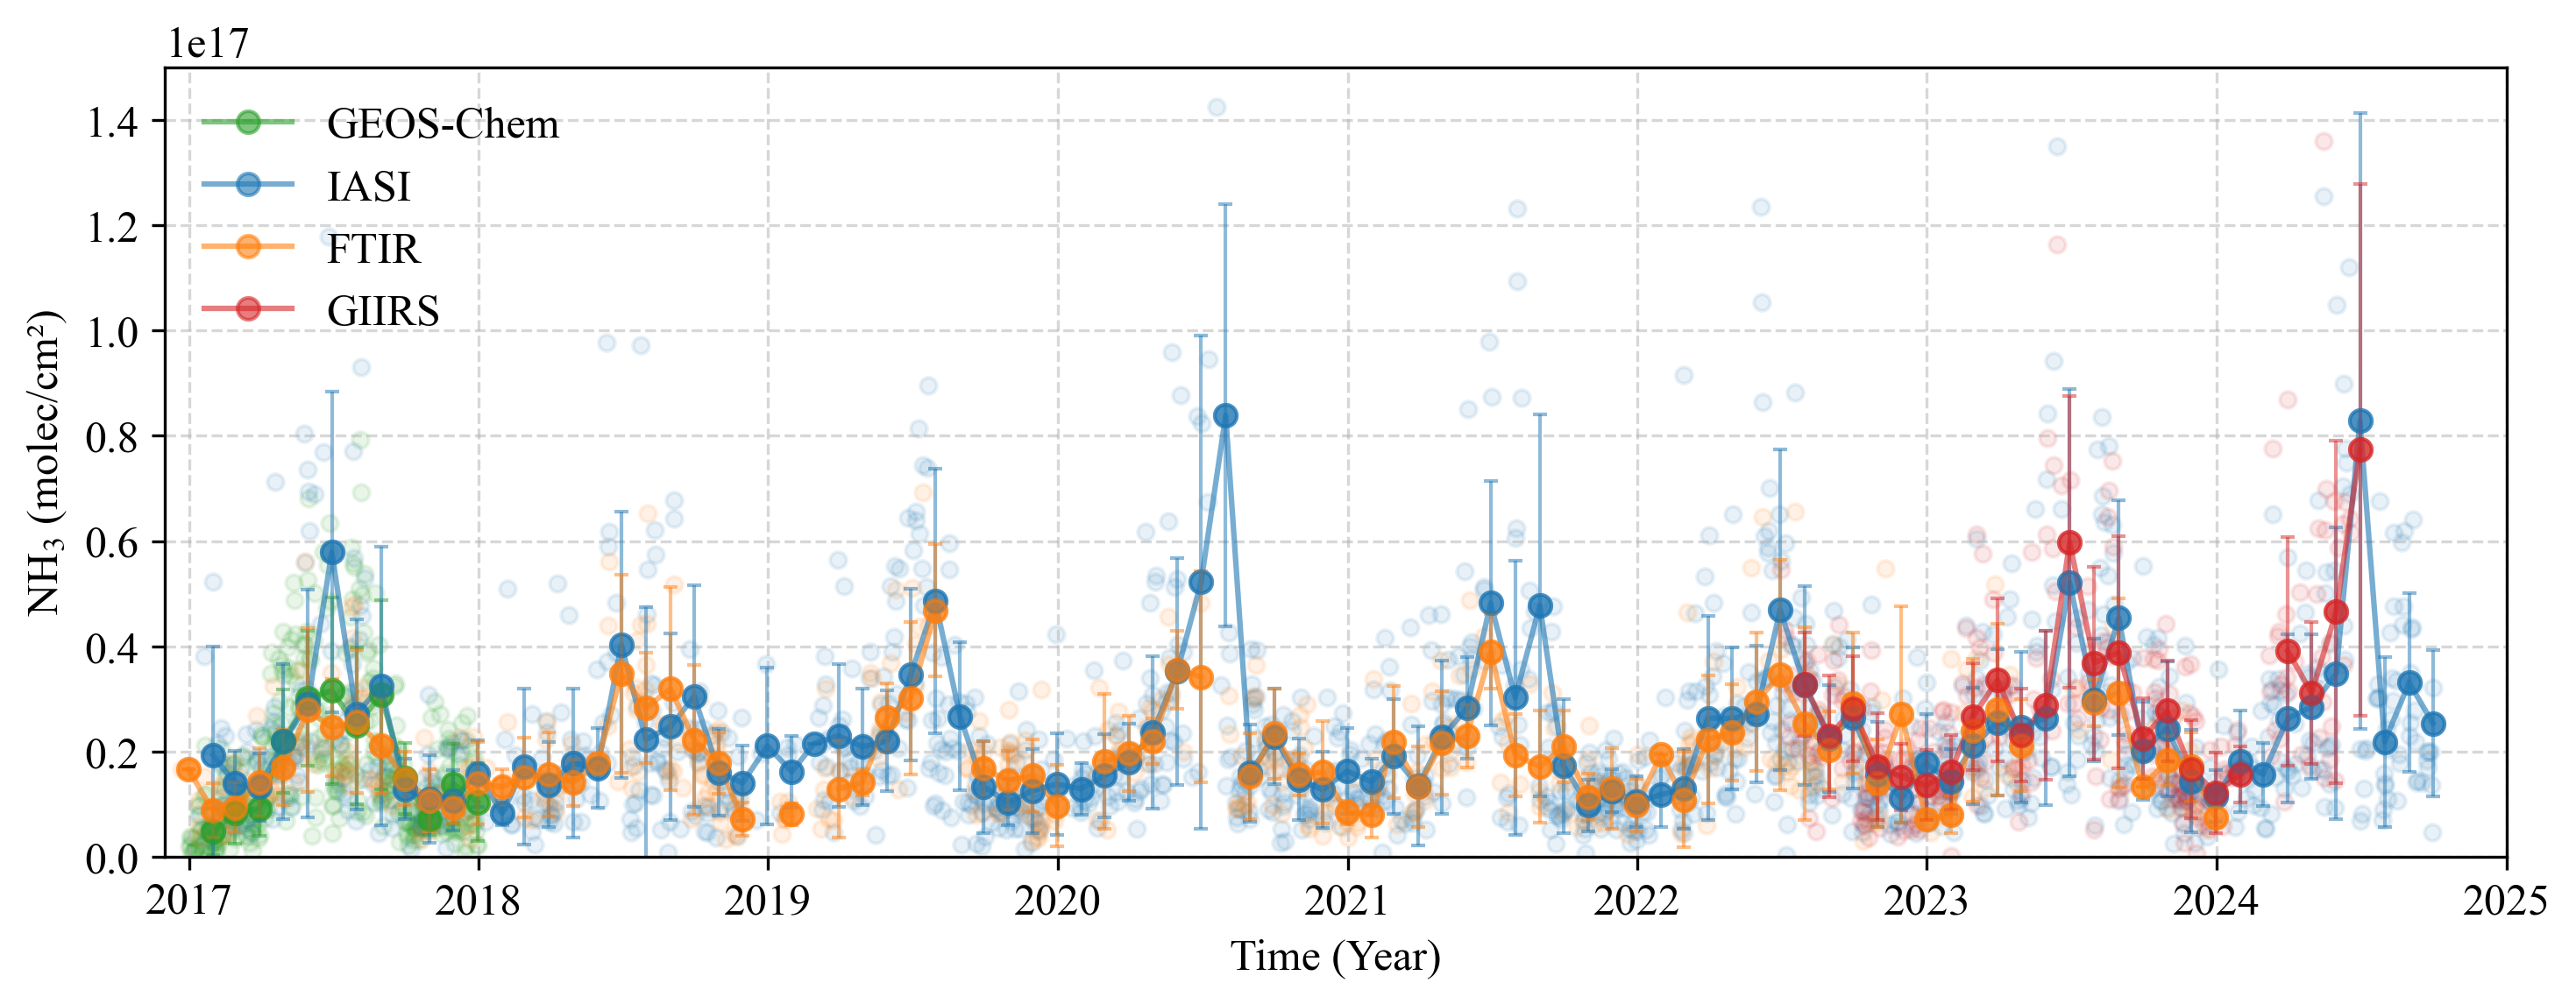 1e17
1.4
1.2
1.0
0.8
0.6
0.4
0.2
0.0
NH₃ (molec/cm²)
GEOS-Chem
IASI
FTIR
GIIRS
2017 2018 2019 2020 2021 2022 2023 2024 2025
Time (Year)